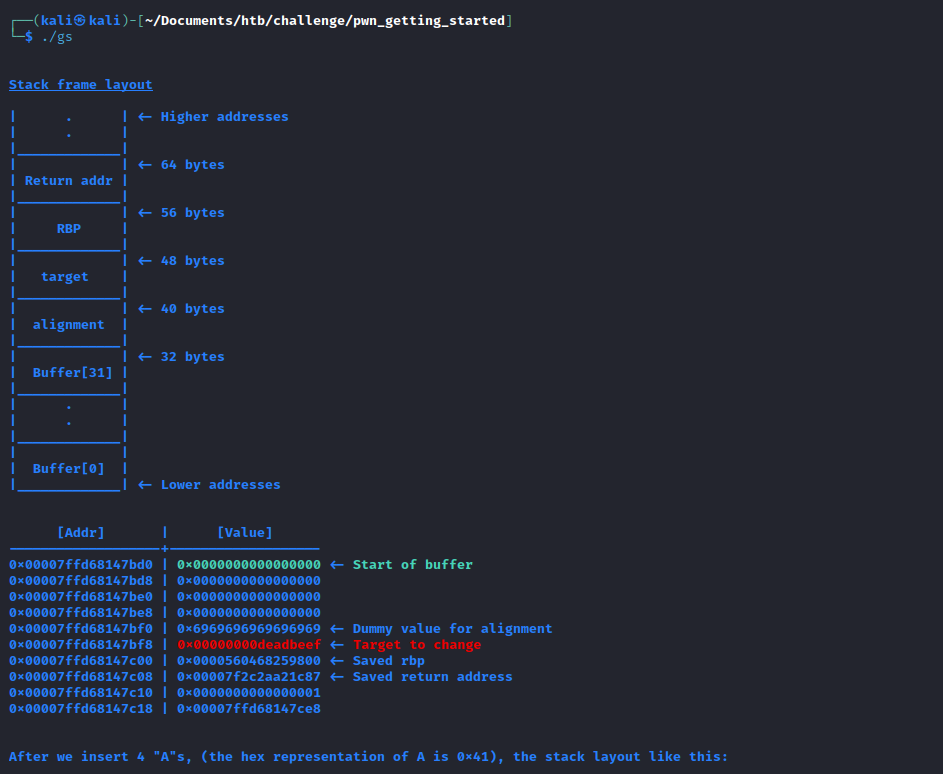 ┌──(kali㉿kali)-[~/Documents/htb/challenge/pwn_getting_started]
└─$ ./gs
Stack frame layout
|      .      | <- Higher addresses
|      .      |
|_____________|
|             | <- 64 bytes
| Return addr |
|_____________|
|             | <- 56 bytes
|     RBP     |
|_____________|
|             | <- 48 bytes
|   target    |
|_____________|
|             | <- 40 bytes
|  alignment  |
|_____________|
|             | <- 32 bytes
|  Buffer[31] |
|_____________|
|      .      |
|      .      |
|_____________|
|             |
|  Buffer[0]  |
|_____________| <- Lower addresses
      [Addr]       |      [Value]
-------------------+-------------------
0x00007ffd68147bd0 | 0x0000000000000000 <- Start of buffer
0x00007ffd68147bd8 | 0x0000000000000000
0x00007ffd68147be0 | 0x0000000000000000
0x00007ffd68147be8 | 0x0000000000000000
0x00007ffd68147bf0 | 0x6969696969696969 <- Dummy value for alignment
0x00007ffd68147bf8 | 0x00000000deadbeef <- Target to change
0x00007ffd68147c00 | 0x0000560468259800 <- Saved rbp
0x00007ffd68147c08 | 0x00007f2c2aa21c87 <- Saved return address
0x00007ffd68147c10 | 0x0000000000000001
0x00007ffd68147c18 | 0x00007ffd68147ce8
After we insert 4 "A"s, (the hex representation of A is 0x41), the stack layout like this: